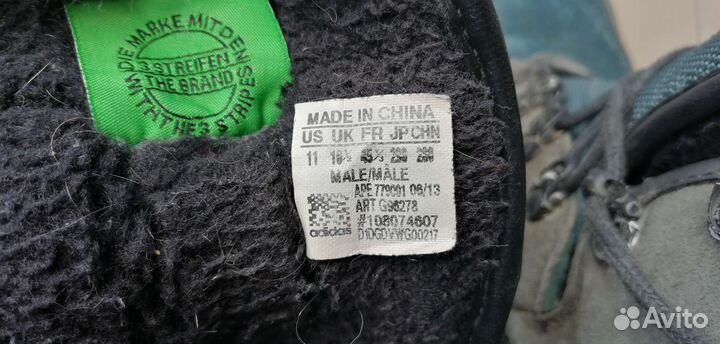 DIE MARKE MIT DEN
3 STREIFEN
THE BRAND
WITH THE 3 STRIPES
MADE IN CHINA
US UK FR JP CHN
11 10½ 45⅓ 290 290
MALE/MÂLE
APE 779001 06/13
ART G96278
#108074607
adidas
D1DGDVWG00217
Avito